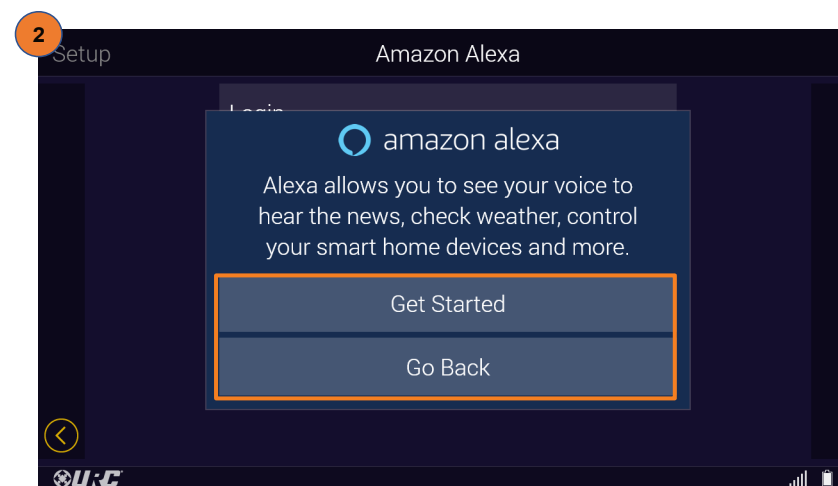 2
Setup
Amazon Alexa
Login
amazon alexa
Alexa allows you to see your voice to
hear the news, check weather, control
your smart home devices and more.
Get Started
Go Back
URC